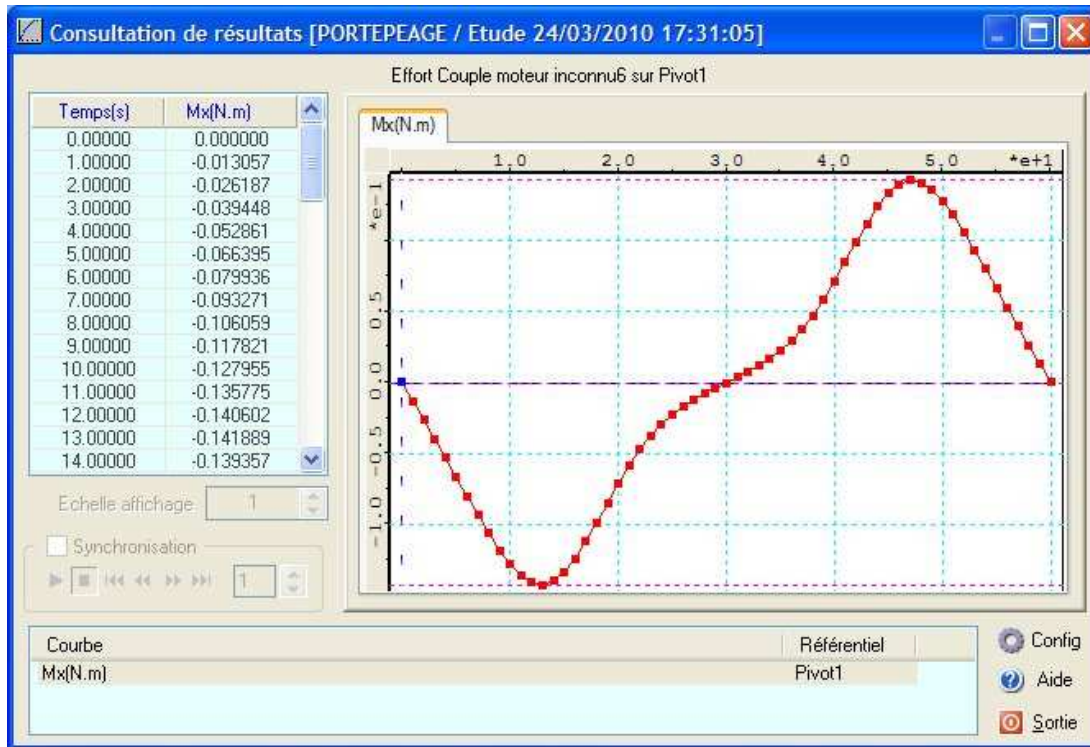 Consultation de résultats [PORTEPEAGE / Etude 24/03/2010 17:31:05]
Effort Couple moteur inconnu6 sur Pivot1
Temps(s) Mx(N.m)
0.00000 0.000000
1.00000 -0.013057
2.00000 -0.026187
3.00000 -0.039448
4.00000 -0.052861
5.00000 -0.066395
6.00000 -0.079936
7.00000 -0.093271
8.00000 -0.106059
9.00000 -0.117821
10.00000 -0.127955
11.00000 -0.135775
12.00000 -0.140602
13.00000 -0.141889
14.00000 -0.139357
Echelle affichage 1
Synchronisation
1
Mx(N.m)
1,0 2,0 3,0 4,0 5,0 *e+1
*e-1
0,5
0,0
-0,5
-1,0
Courbe Référentiel
Mx(N.m) Pivot1
Config
Aide
Sortie